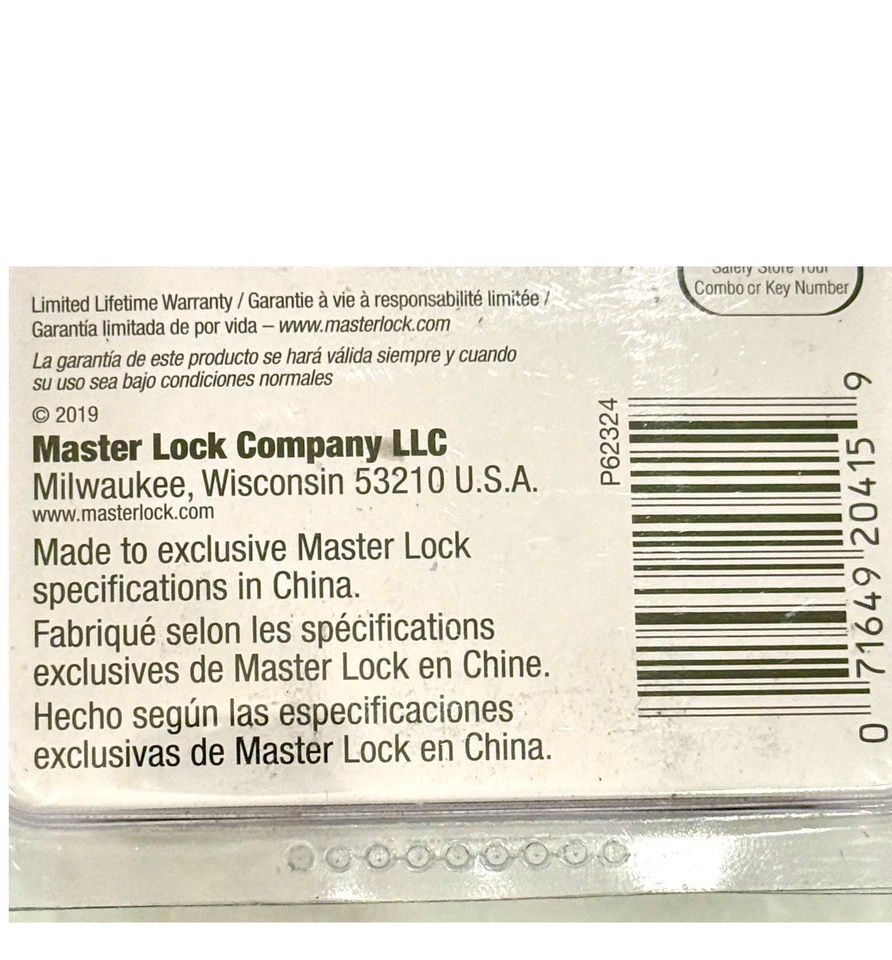 Limited Lifetime Warranty / Garantie à vie à responsabilité limitée /
Garantía limitada de por vida – www.masterlock.com
La garantía de este producto se hará válida siempre y cuando
su uso sea bajo condiciones normales
© 2019
Master Lock Company LLC
Milwaukee, Wisconsin 53210 U.S.A.
www.masterlock.com
Made to exclusive Master Lock
specifications in China.
Fabriqué selon les spécifications
exclusives de Master Lock en Chine.
Hecho según las especificaciones
exclusivas de Master Lock en China.
Safely Store Your
Combo or Key Number
P62324
0 71649 20415 9